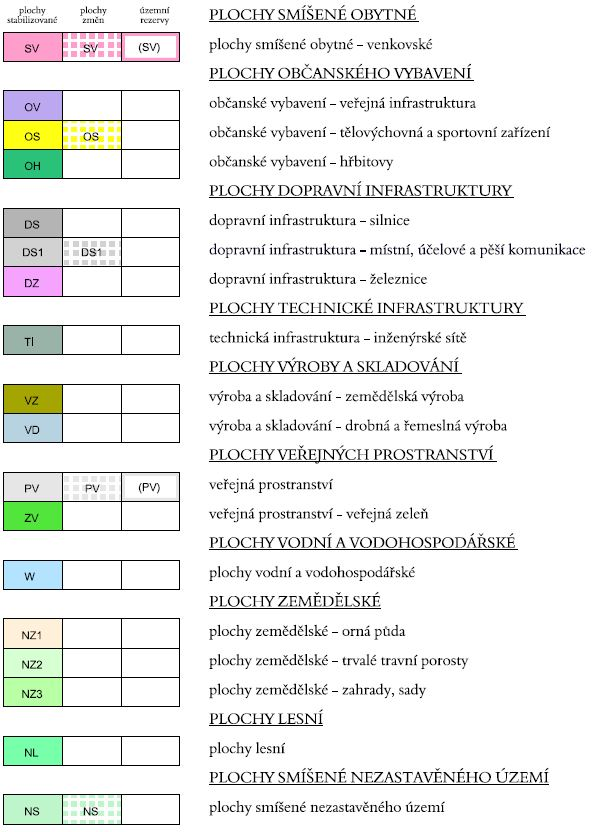 plochy stabilizované
plochy změn
územní rezervy
PLOCHY SMÍŠENÉ OBYTNÉ
SV SV (SV) plochy smíšené obytné – venkovské
PLOCHY OBČANSKÉHO VYBAVENÍ
OV občanské vybavení – veřejná infrastruktura
OS OS občanské vybavení – tělovýchovná a sportovní zařízení
OH občanské vybavení – hřbitovy
PLOCHY DOPRAVNÍ INFRASTRUKTURY
DS dopravní infrastruktura – silnice
DS1 DS1 dopravní infrastruktura – místní, účelové a pěší komunikace
DZ dopravní infrastruktura – železnice
PLOCHY TECHNICKÉ INFRASTRUKTURY
TI technická infrastruktura – inženýrské sítě
PLOCHY VÝROBY A SKLADOVÁNÍ
VZ výroba a skladování – zemědělská výroba
VD výroba a skladování – drobná a řemeslná výroba
PLOCHY VEŘEJNÝCH PROSTRANSTVÍ
PV PV (PV) veřejná prostranství
ZV veřejná prostranství – veřejná zeleň
PLOCHY VODNÍ A VODOHOSPODÁŘSKÉ
W plochy vodní a vodohospodářské
PLOCHY ZEMĚDĚLSKÉ
NZ1 plochy zemědělské – orná půda
NZ2 plochy zemědělské – trvalé travní porosty
NZ3 plochy zemědělské – zahrady, sady
PLOCHY LESNÍ
NL plochy lesní
PLOCHY SMÍŠENÉ NEZASTAVĚNÉHO ÚZEMÍ
NS NS plochy smíšené nezastavěného území